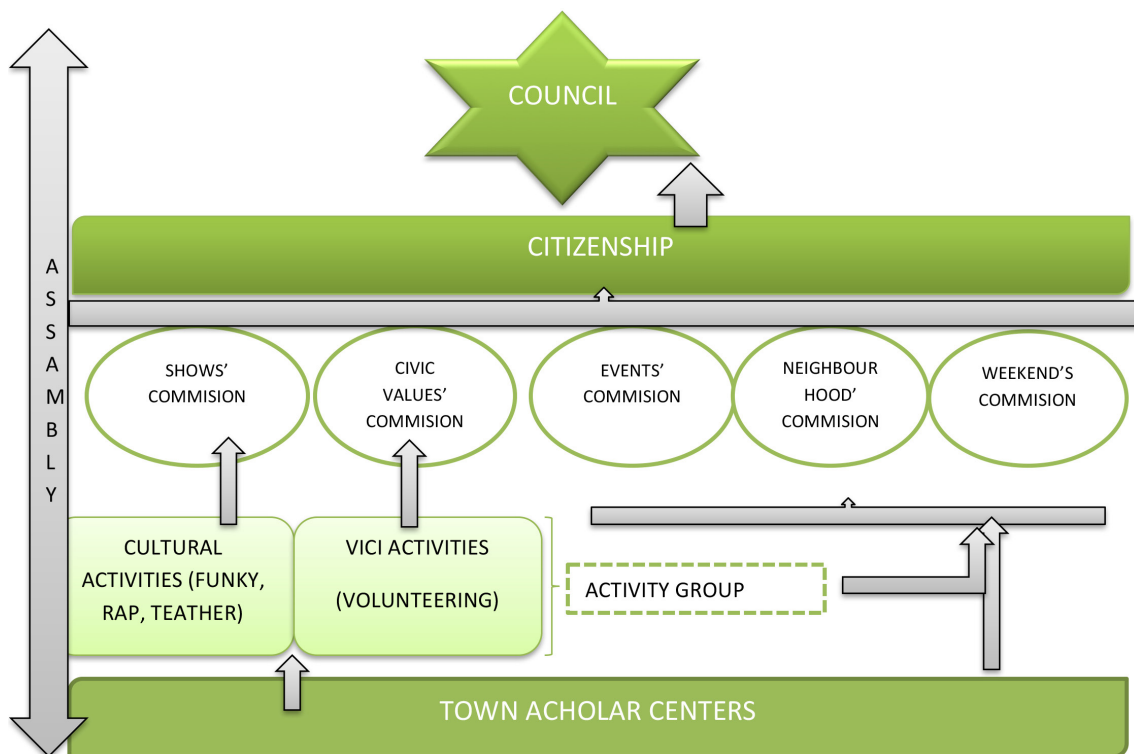 COUNCIL
CITIZENSHIP
ASSAMBLY
SHOWS’
COMMISION
CIVIC
VALUES’
COMMISION
EVENTS’
COMMISION
NEIGHBOUR
HOOD’
COMMISION
WEEKEND’S
COMMISION
CULTURAL
ACTIVITIES (FUNKY,
RAP, TEATHER)
VICI ACTIVITIES
(VOLUNTEERING)
ACTIVITY GROUP
TOWN ACHOLAR CENTERS